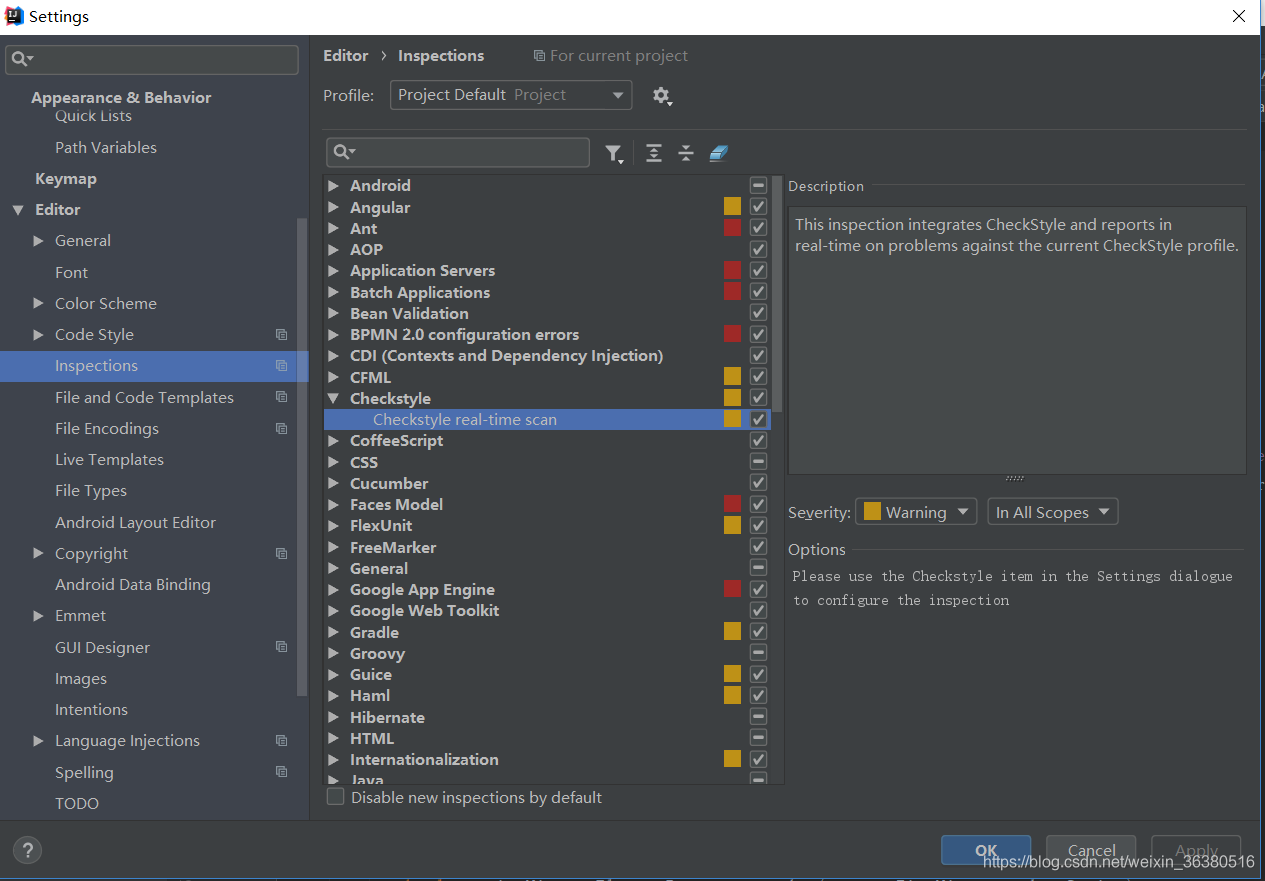 Settings
Editor › Inspections For current project
Appearance & Behavior
Quick Lists
Path Variables
Keymap
Editor
General
Font
Color Scheme
Code Style
Inspections
File and Code Templates
File Encodings
Live Templates
File Types
Android Layout Editor
Copyright
Android Data Binding
Emmet
GUI Designer
Images
Intentions
Language Injections
Spelling
TODO
Profile: Project Default Project
Android
Angular
Ant
AOP
Application Servers
Batch Applications
Bean Validation
BPMN 2.0 configuration errors
CDI (Contexts and Dependency Injection)
CFML
Checkstyle
Checkstyle real-time scan
CoffeeScript
CSS
Cucumber
Faces Model
FlexUnit
FreeMarker
General
Google App Engine
Google Web Toolkit
Gradle
Groovy
Guice
Haml
Hibernate
HTML
Internationalization
Java
Disable new inspections by default
Description
This inspection integrates CheckStyle and reports in
real-time on problems against the current CheckStyle profile.
Severity: Warning In All Scopes
Options
Please use the Checkstyle item in the Settings dialogue
to configure the inspection
?
OK
Cancel
Apply
https://blog.csdn.net/weixin_36380516